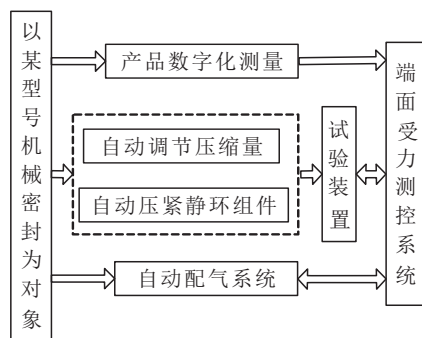 以某型号机械密封为对象
产品数字化测量
自动调节压缩量
自动压紧静环组件
自动配气系统
试验装置
端面受力测控系统